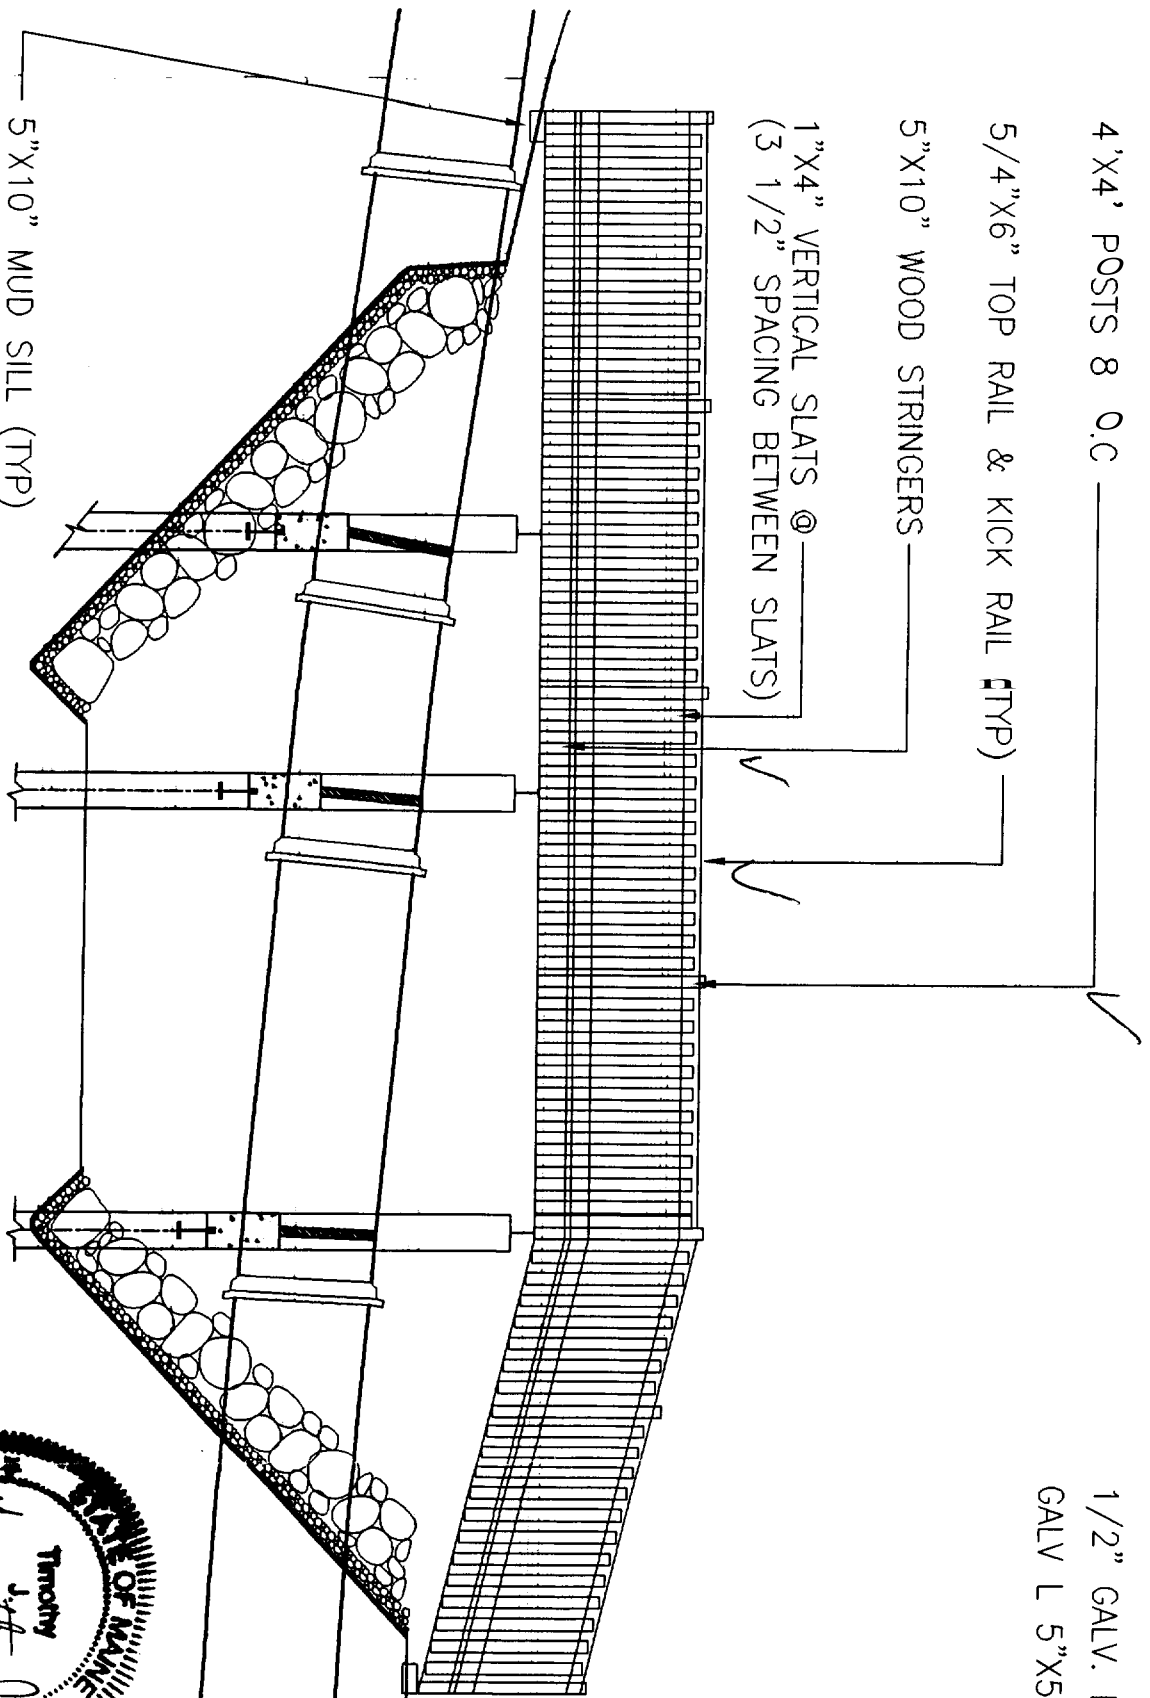 4'X4' POSTS 8 O.C
5/4"X6" TOP RAIL & KICK RAIL (TYP)
5"X10" WOOD STRINGERS
1"X4" VERTICAL SLATS @
(3 1/2" SPACING BETWEEN SLATS)
5"X10" MUD SILL (TYP)
1/2" GALV.
GALV L 5"X5
STATE OF MAINE
Timothy